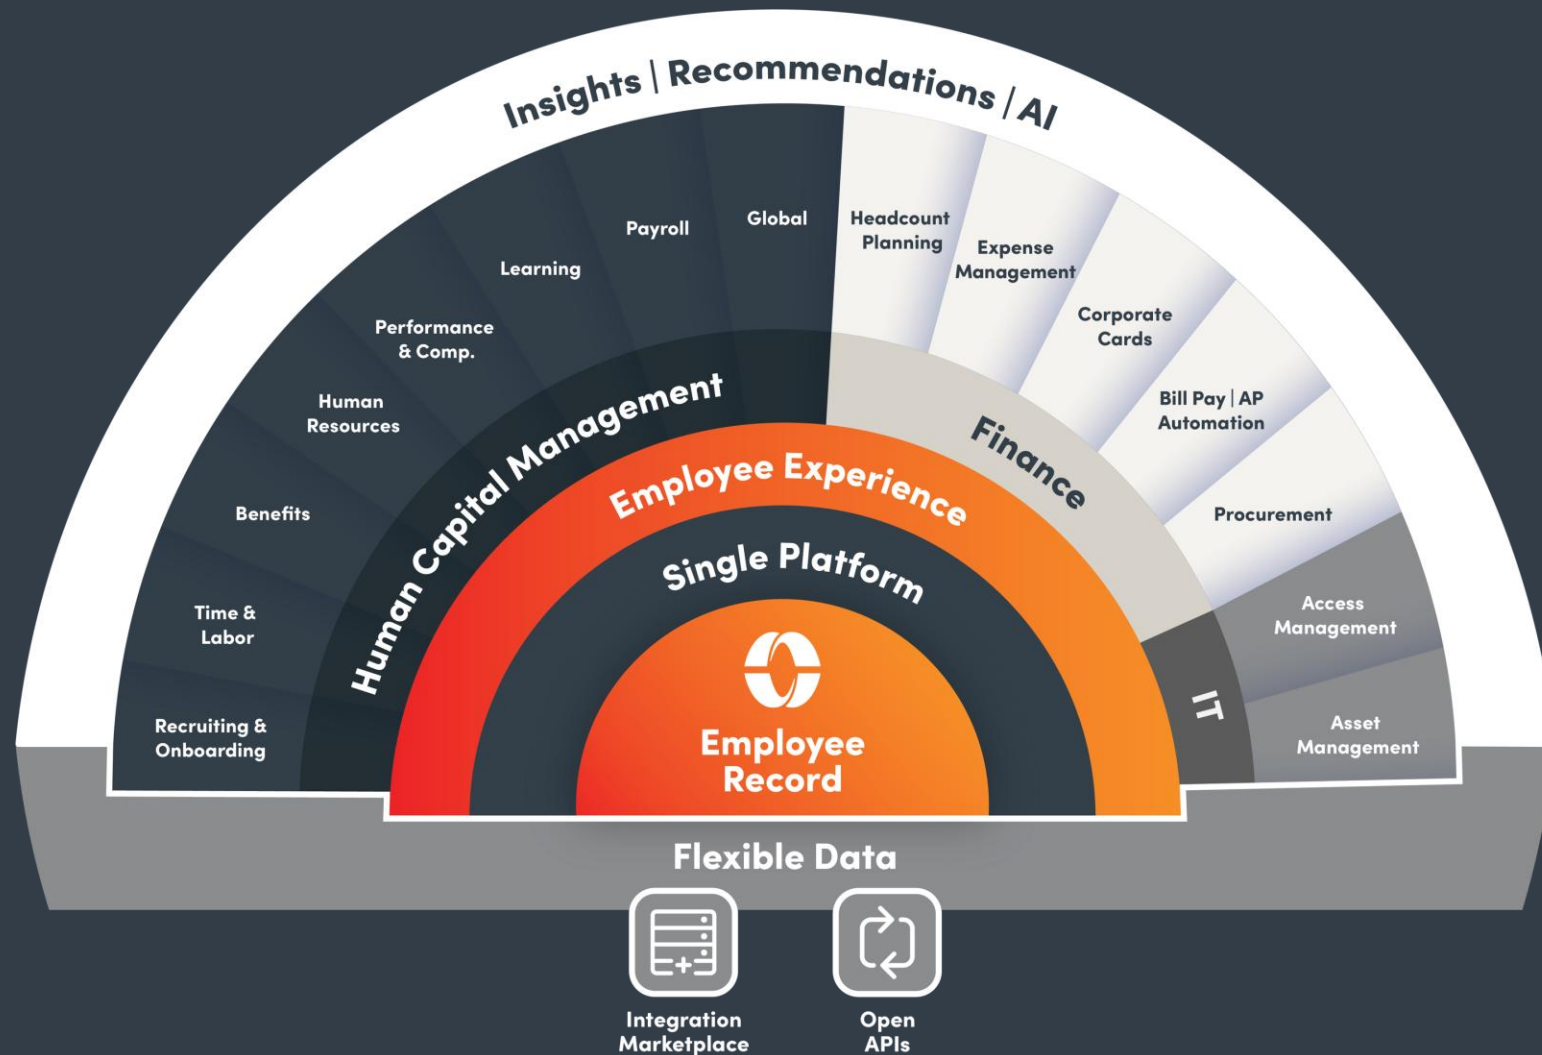 Insights | Recommendations | AI
Recruiting &
Onboarding
Time &
Labor
Benefits
Human
Resources
Performance
& Comp.
Learning
Payroll
Global
Headcount
Planning
Expense
Management
Corporate
Cards
Bill Pay | AP
Automation
Procurement
Access
Management
Asset
Management
Human Capital Management
Finance
IT
Employee Experience
Single Platform
Employee
Record
Flexible Data
Integration
Marketplace
Open
APIs